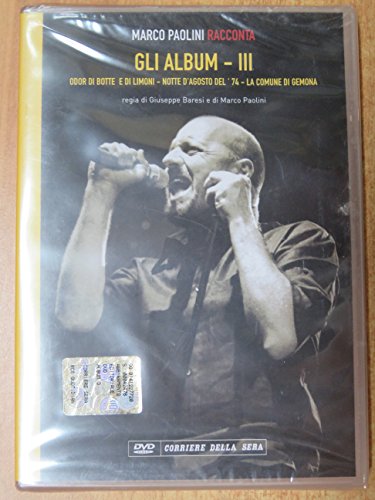 MARCO PAOLINI RACCONTA
GLI ALBUM - III
ODOR DI BOTTE E DI LIMONI - NOTTE D'AGOSTO DEL '74 - LA COMUNE DI GEMONA
regia di Giuseppe Baresi e di Marco Paolini
DVD CORRIERE DELLA SERA